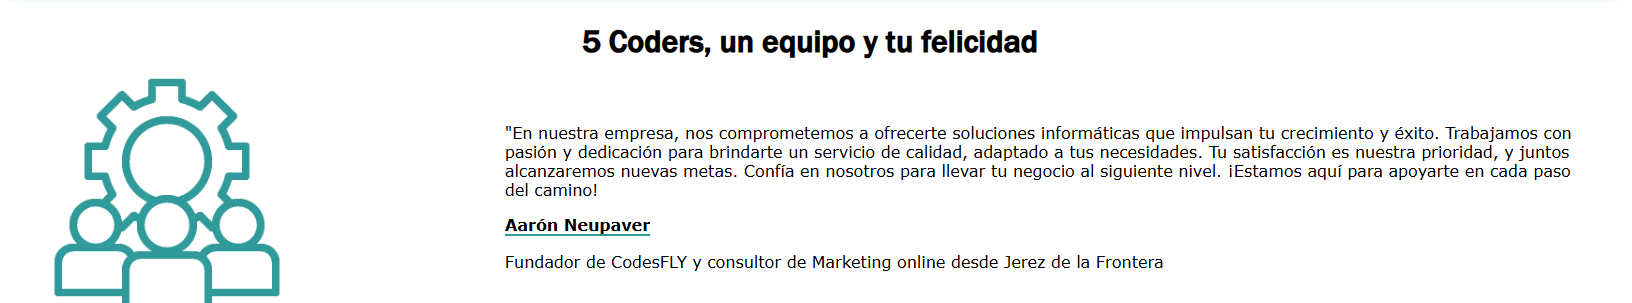 5 Coders, un equipo y tu felicidad
"En nuestra empresa, nos comprometemos a ofrecerte soluciones informáticas que impulsan tu crecimiento y éxito. Trabajamos con
pasión y dedicación para brindarte un servicio de calidad, adaptado a tus necesidades. Tu satisfacción es nuestra prioridad, y juntos
alcanzaremos nuevas metas. Confía en nosotros para llevar tu negocio al siguiente nivel. ¡Estamos aquí para apoyarte en cada paso
del camino!
Aarón Neupaver
Fundador de CodesFLY y consultor de Marketing online desde Jerez de la Frontera